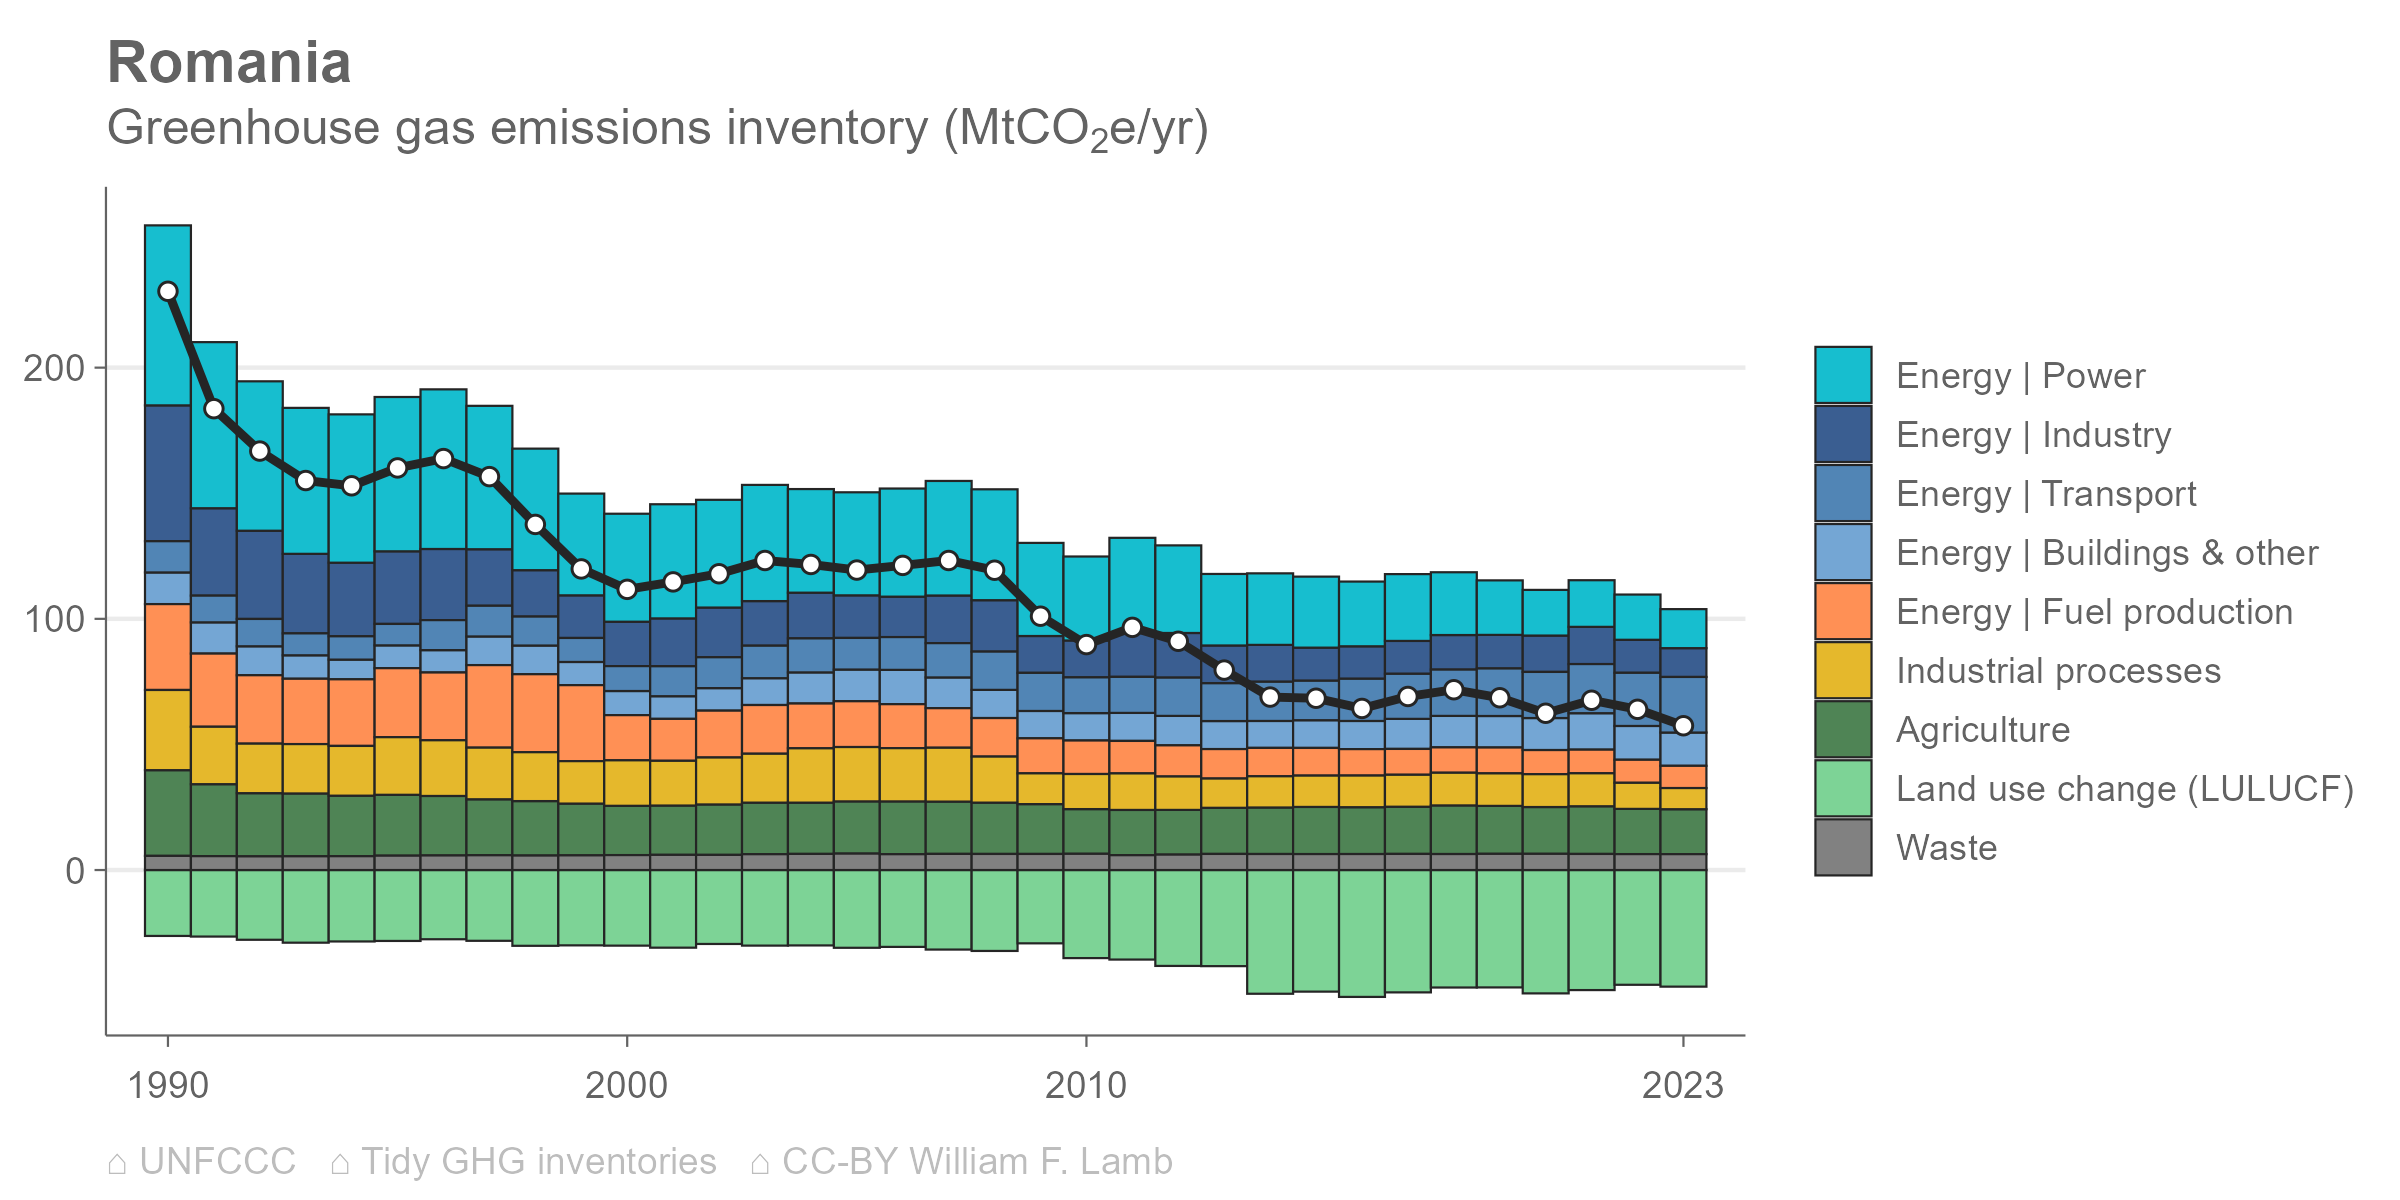 Romania
Greenhouse gas emissions inventory (MtCO₂e/yr)
200
100
0
1990 2000 2010 2023
Energy | Power
Energy | Industry
Energy | Transport
Energy | Buildings & other
Energy | Fuel production
Industrial processes
Agriculture
Land use change (LULUCF)
Waste
⌂ UNFCCC ⌂ Tidy GHG inventories ⌂ CC-BY William F. Lamb